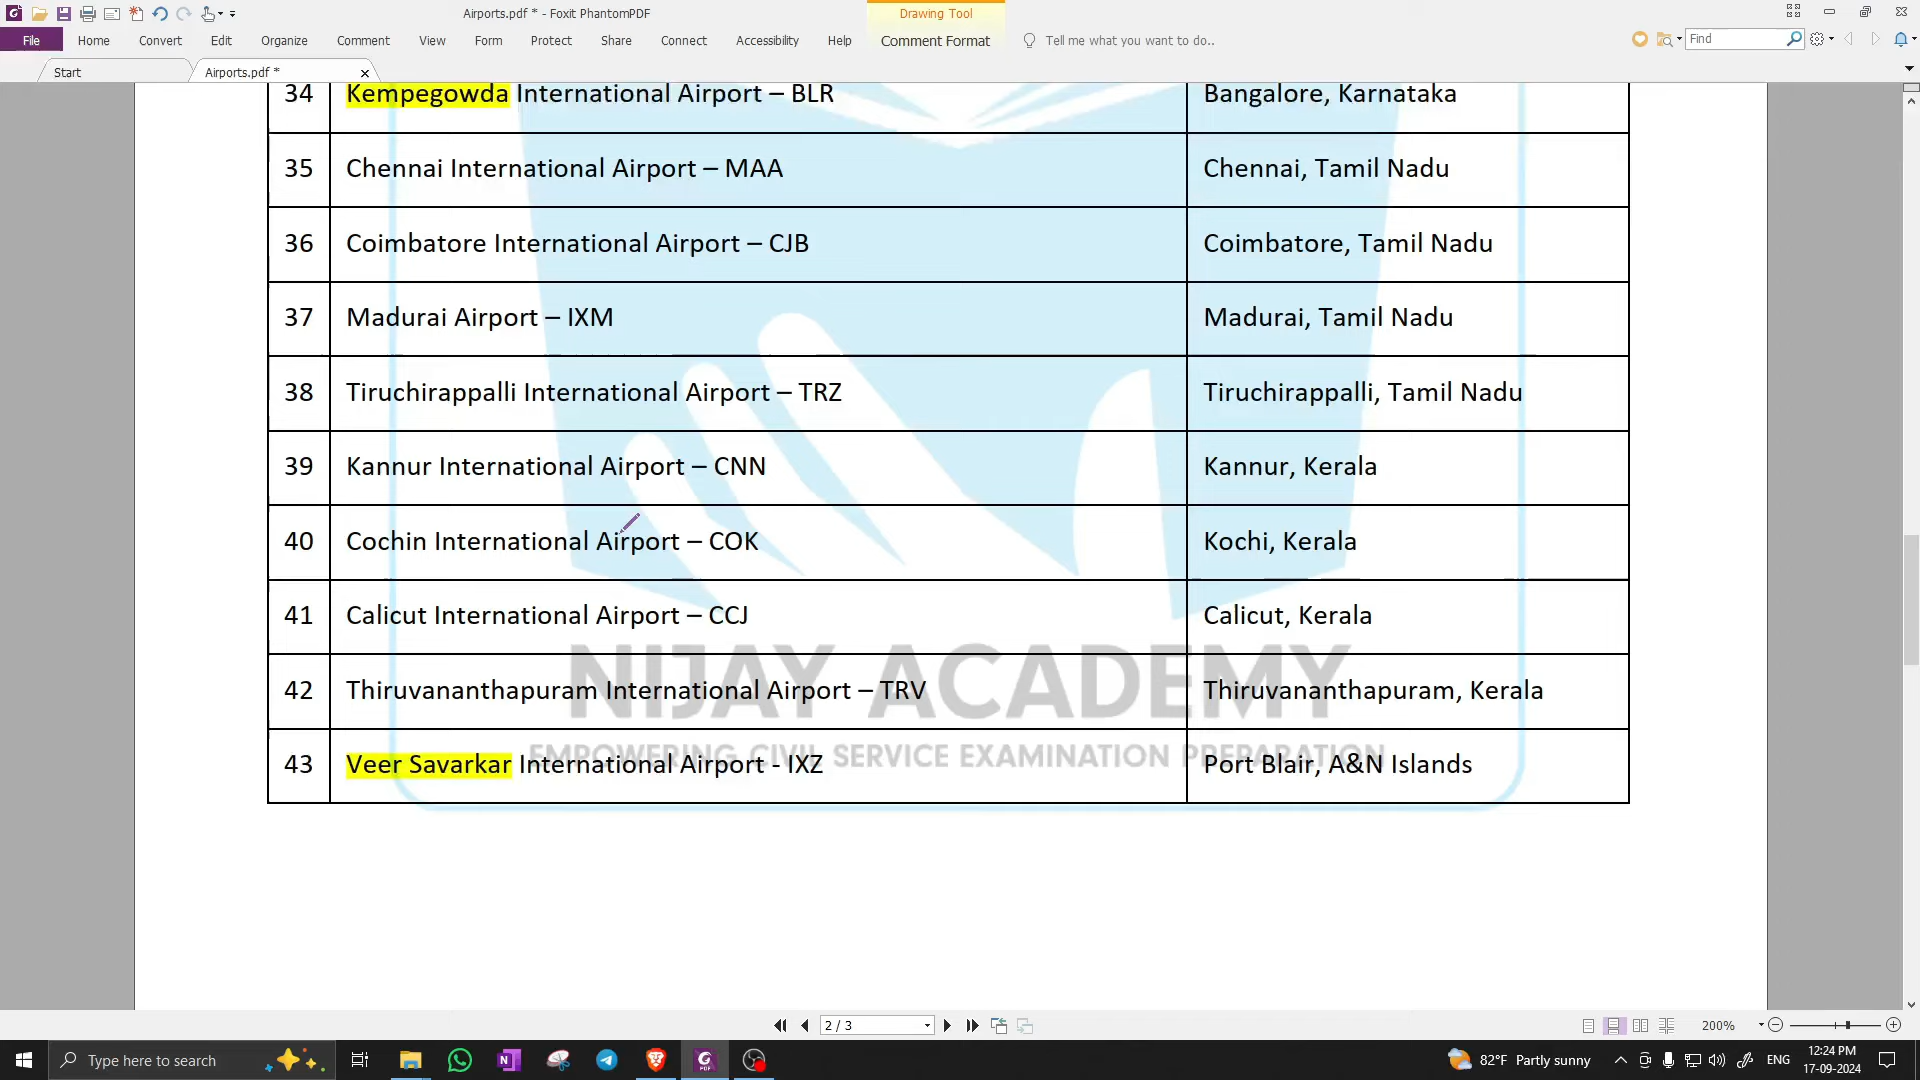 Airports.pdf * - Foxit PhantomPDF
Drawing Tool
File Home Convert Edit Organize Comment View Form Protect Share Connect Accessibility Help Comment Format Tell me what you want to do.. Find
Start Airports.pdf *
34 Kempegowda International Airport – BLR Bangalore, Karnataka
35 Chennai International Airport – MAA Chennai, Tamil Nadu
36 Coimbatore International Airport – CJB Coimbatore, Tamil Nadu
37 Madurai Airport – IXM Madurai, Tamil Nadu
38 Tiruchirappalli International Airport – TRZ Tiruchirappalli, Tamil Nadu
39 Kannur International Airport – CNN Kannur, Kerala
40 Cochin International Airport – COK Kochi, Kerala
41 Calicut International Airport – CCJ Calicut, Kerala
42 Thiruvananthapuram International Airport – TRV Thiruvananthapuram, Kerala
NIJAY ACADEMY
43 Veer Savarkar International Airport - IXZ Port Blair, A&N Islands
EMPOWERING CIVIL SERVICE EXAMINATION PREPARATION
2 / 3 200%
Type here to search 82°F Partly sunny ENG 12:24 PM
17-09-2024